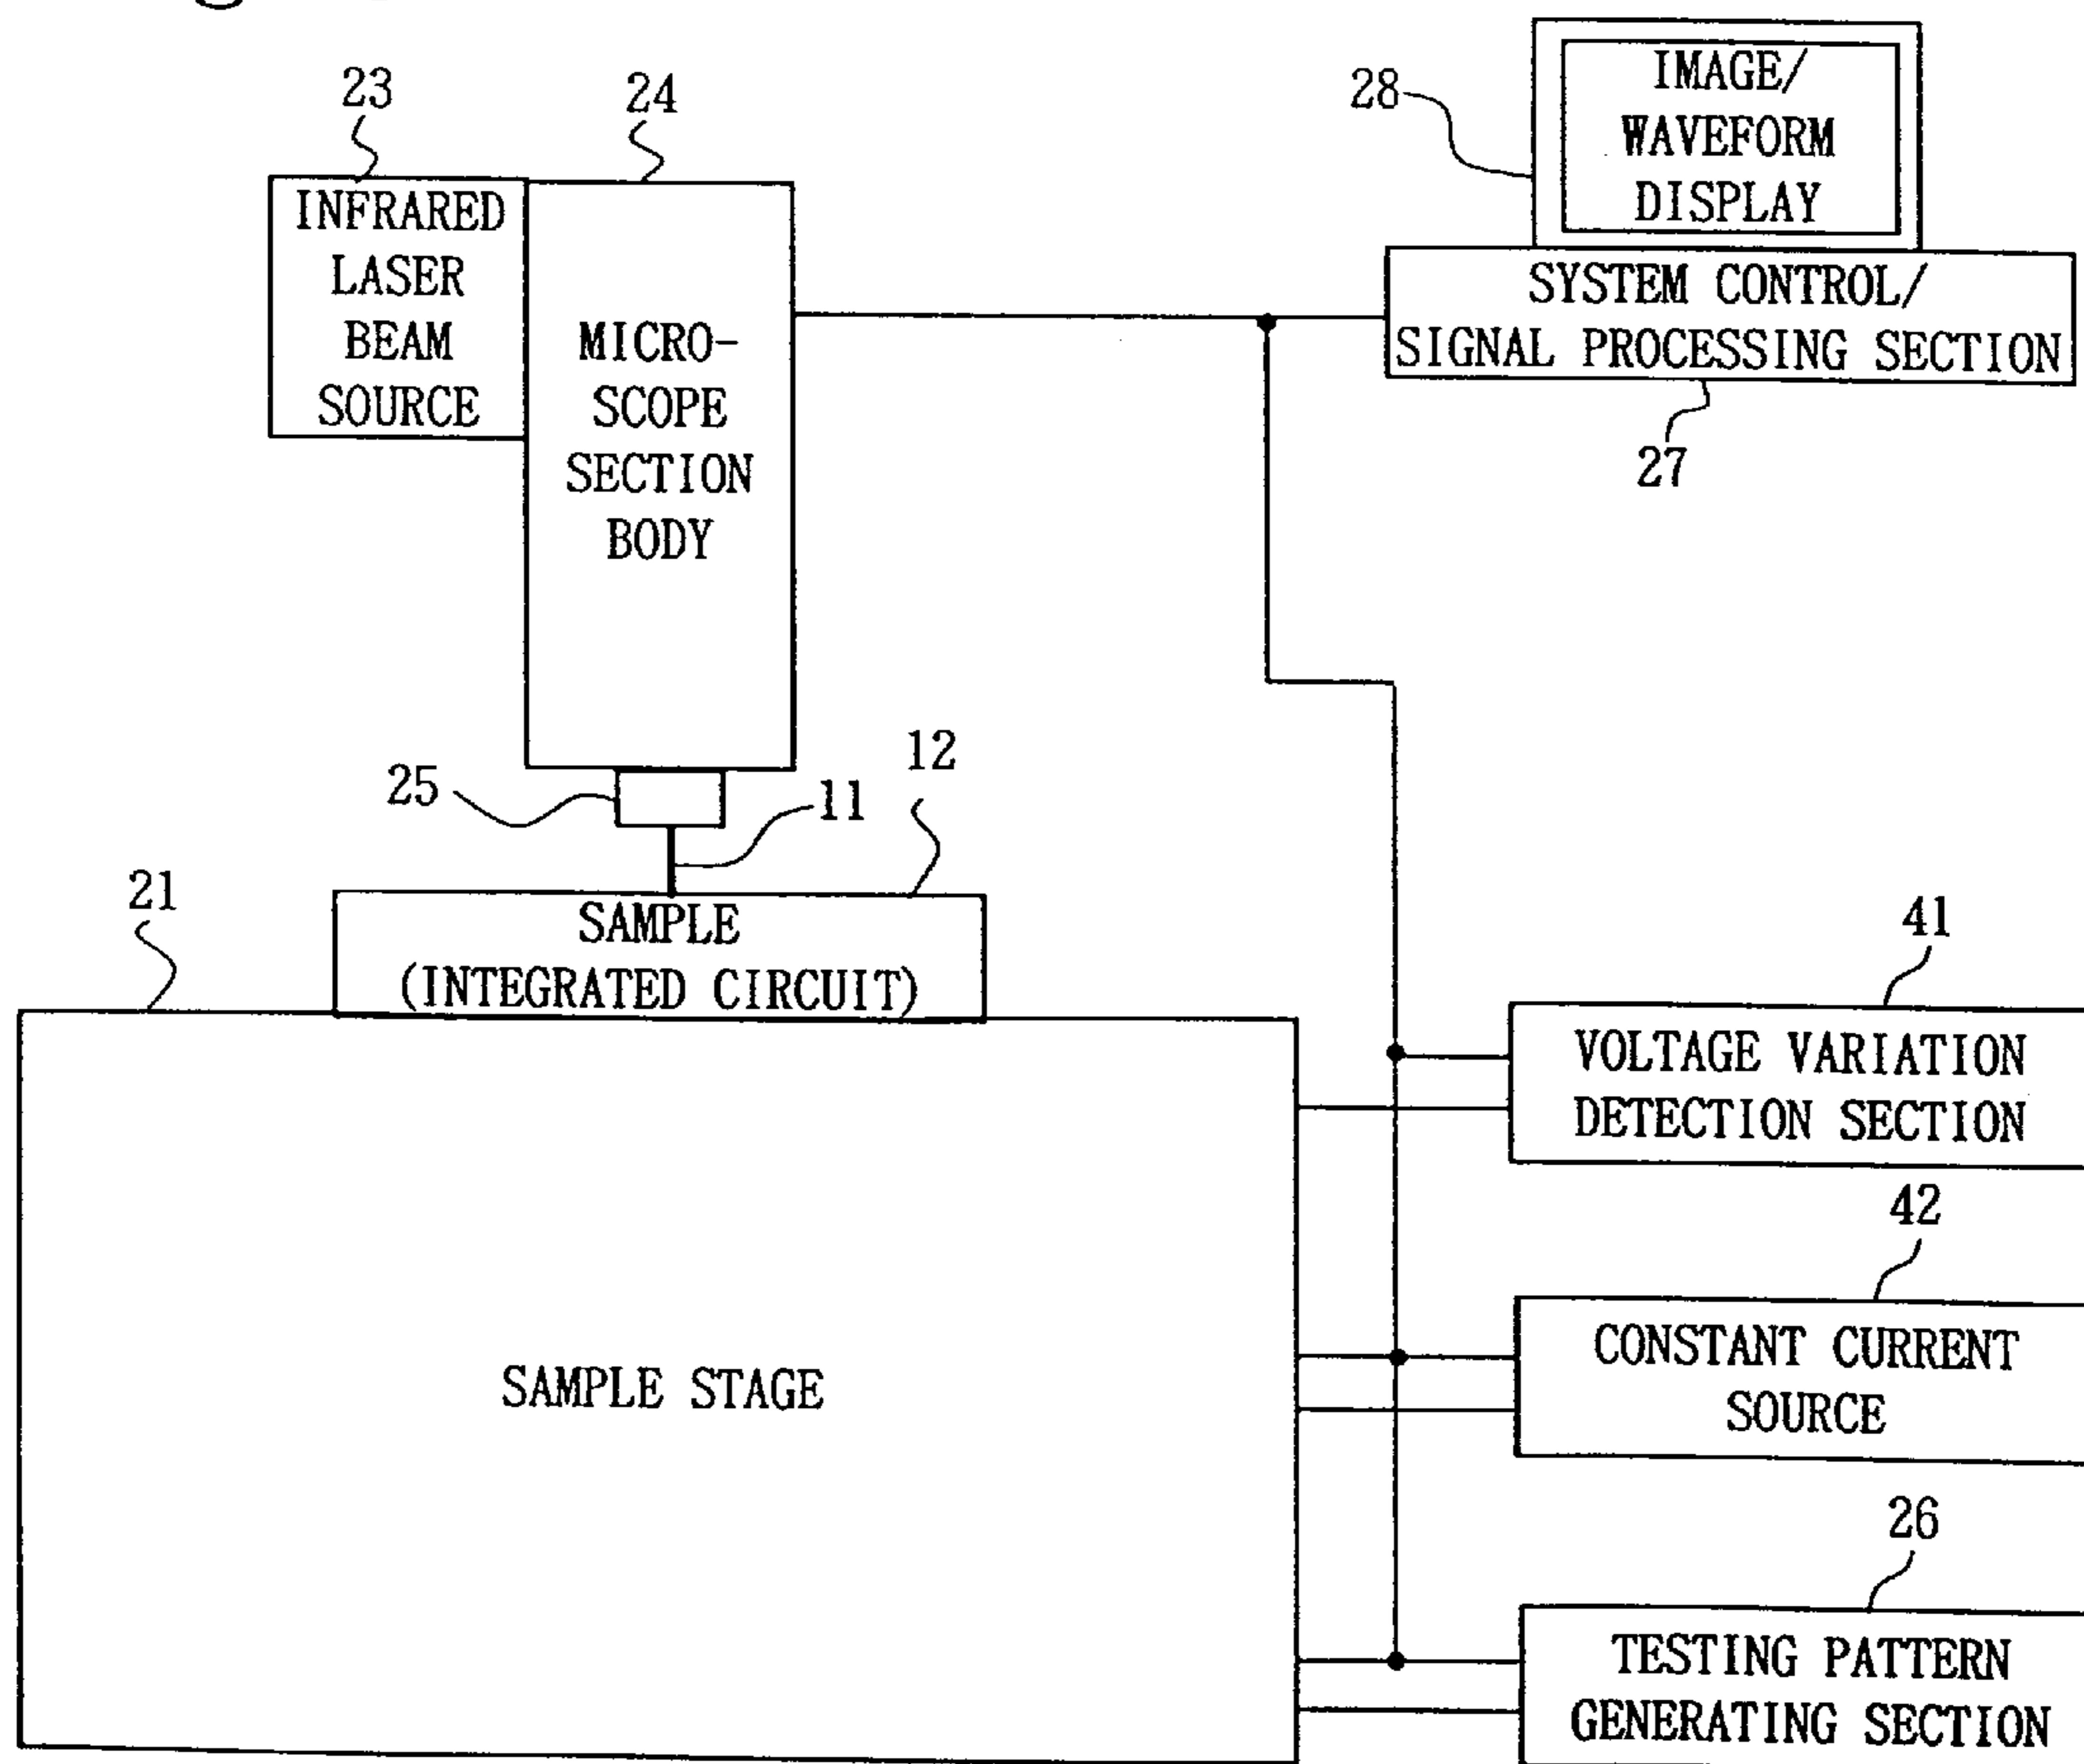 23
24
28
IMAGE/
WAVEFORM
DISPLAY
INFRARED
LASER
BEAM
SOURCE
MICRO-
SCOPE
SECTION
BODY
SYSTEM CONTROL/
SIGNAL PROCESSING SECTION
27
25
11
12
21
SAMPLE
(INTEGRATED CIRCUIT)
41
VOLTAGE VARIATION
DETECTION SECTION
42
CONSTANT CURRENT
SOURCE
SAMPLE STAGE
26
TESTING PATTERN
GENERATING SECTION